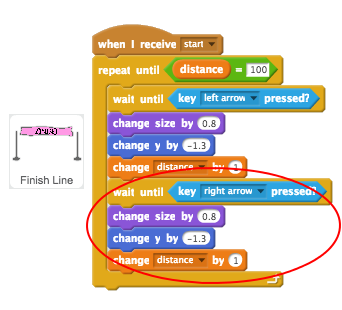 when I receive start
repeat until distance = 100
wait until key left arrow pressed?
change size by 0.8
change y by -1.3
change distance by 1
wait until key right arrow pressed?
change size by 0.8
change y by -1.3
change distance by 1
Finish Line